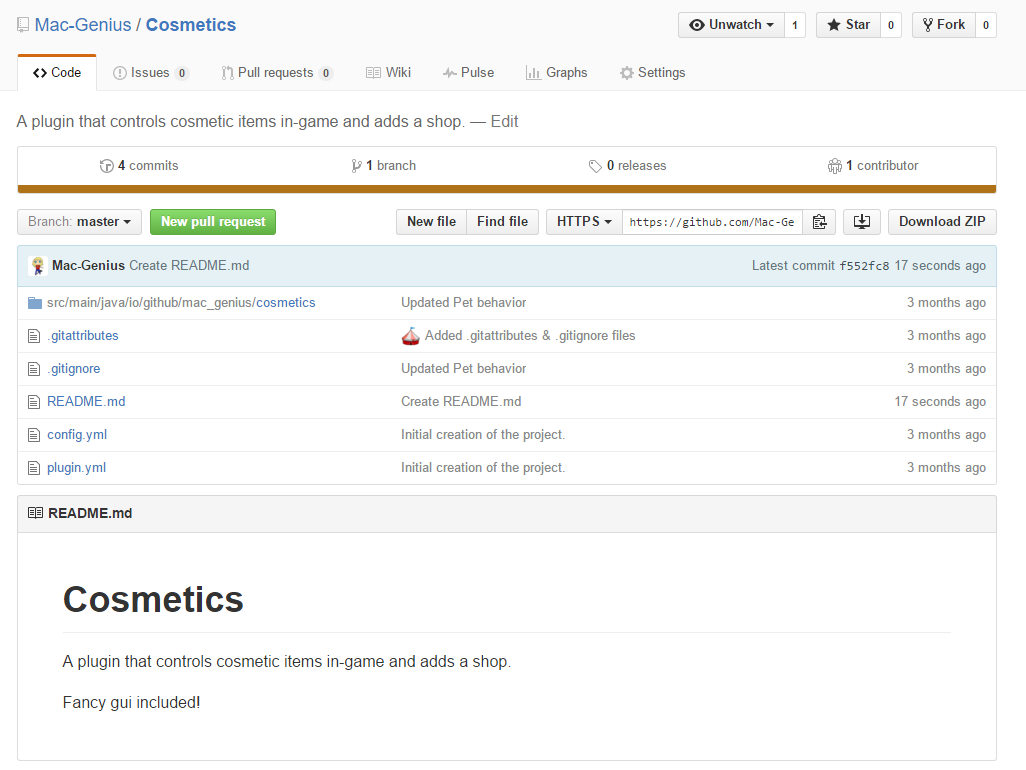 Mac-Genius / Cosmetics
Unwatch 1 Star 0 Fork 0
Code Issues 0 Pull requests 0 Wiki Pulse Graphs Settings
A plugin that controls cosmetic items in-game and adds a shop. — Edit
4 commits 1 branch 0 releases 1 contributor
Branch: master New pull request New file Find file HTTPS https://github.com/Mac-Ge Download ZIP
Mac-Genius Create README.md Latest commit f552fc8 17 seconds ago
src/main/java/io/github/mac_genius/cosmetics Updated Pet behavior 3 months ago
.gitattributes Added .gitattributes & .gitignore files 3 months ago
.gitignore Updated Pet behavior 3 months ago
README.md Create README.md 17 seconds ago
config.yml Initial creation of the project. 3 months ago
plugin.yml Initial creation of the project. 3 months ago
README.md
Cosmetics
A plugin that controls cosmetic items in-game and adds a shop.
Fancy gui included!